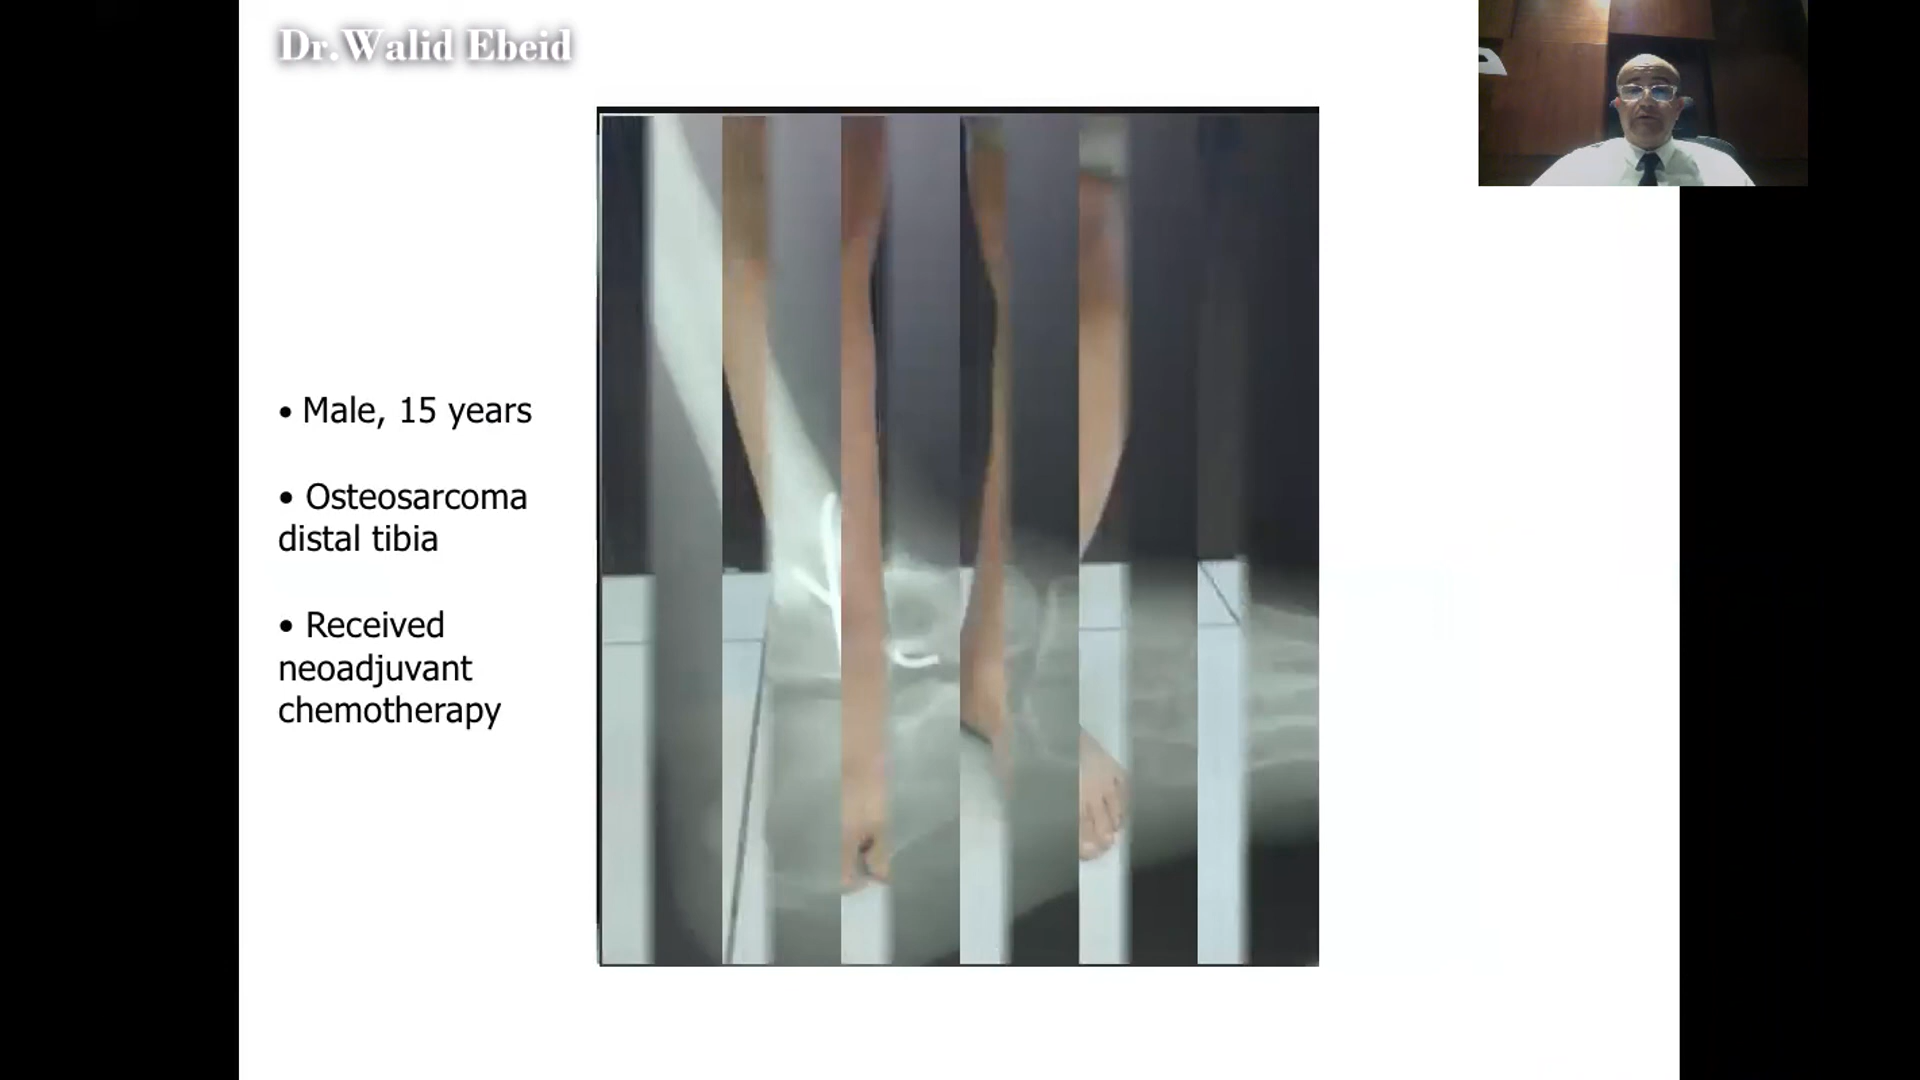 Dr.Walid Ebeid
• Male, 15 years
• Osteosarcoma
distal tibia
• Received
neoadjuvant
chemotherapy